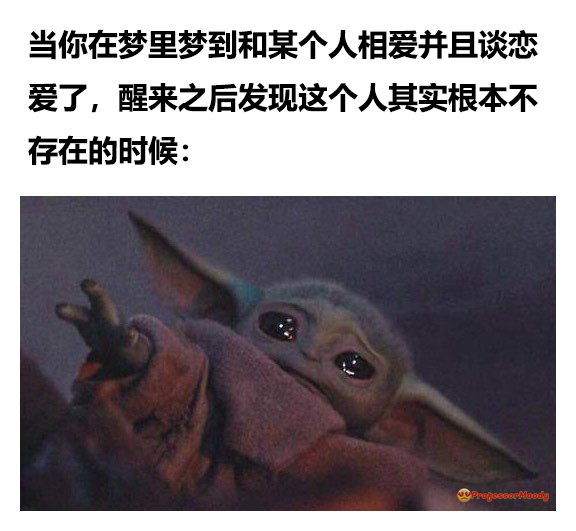 当你在梦里梦到和某个人相爱并且谈恋
爱了，醒来之后发现这个人其实根本不
存在的时候：
ProfessorMoody